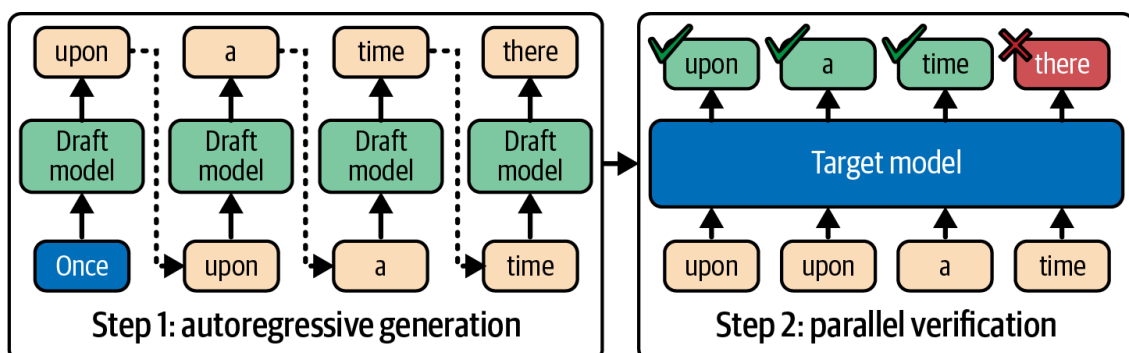 upon a time there
Draft model Draft model Draft model Draft model
Once upon a time
Step 1: autoregressive generation
upon a time there
Target model
upon upon a time
Step 2: parallel verification